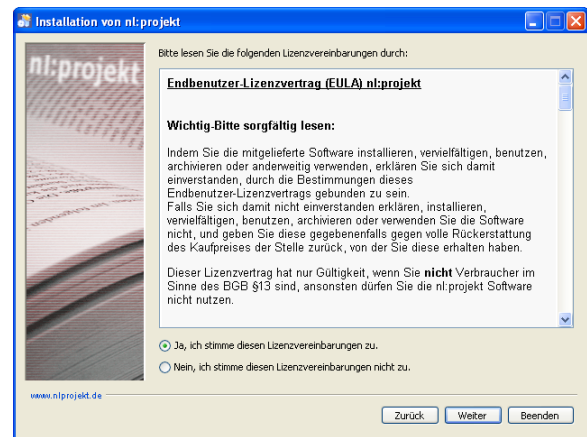 Installation von nl:projekt
nl:projekt
Bitte lesen Sie die folgenden Lizenzvereinbarungen durch:
Endbenutzer-Lizenzvertrag (EULA) nl:projekt
Wichtig-Bitte sorgfältig lesen:
Indem Sie die mitgelieferte Software installieren, vervielfältigen, benutzen,
archivieren oder anderweitig verwenden, erklären Sie sich damit
einverstanden, durch die Bestimmungen dieses
Endbenutzer-Lizenzvertrags gebunden zu sein.
Falls Sie sich damit nicht einverstanden erklären, installieren,
vervielfältigen, benutzen, archivieren oder verwenden Sie die Software
nicht, und geben Sie diese gegebenenfalls gegen volle Rückerstattung
des Kaufpreises der Stelle zurück, von der Sie diese erhalten haben.
Dieser Lizenzvertrag hat nur Gültigkeit, wenn Sie nicht Verbraucher im
Sinne des BGB §13 sind, ansonsten dürfen Sie die nl:projekt Software
nicht nutzen.
Ja, ich stimme diesen Lizenzvereinbarungen zu.
Nein, ich stimme diesen Lizenzvereinbarungen nicht zu.
www.nlprojekt.de
Zurück
Weiter
Beenden